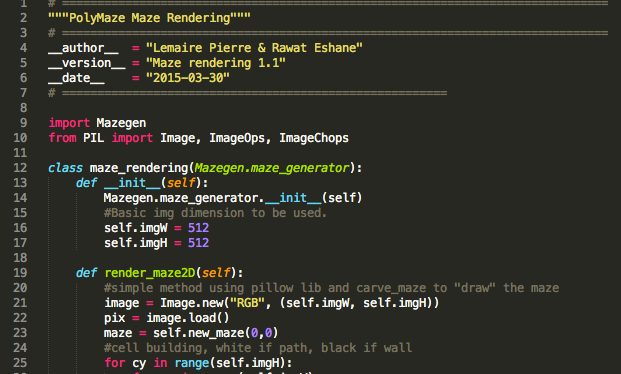 1 # ==============================================================================
2 """PolyMaze Maze Rendering"""
3 # ==============================================================================
4 __author__ = "Lemaire Pierre & Rawat Eshane"
5 __version__ = "Maze rendering 1.1"
6 __date__ = "2015-03-30"
7 # =======================================================
8
9 import Mazegen
10 from PIL import Image, ImageOps, ImageChops
11
12 class maze_rendering(Mazegen.maze_generator):
13 def __init__(self):
14 Mazegen.maze_generator.__init__(self)
15 #Basic img dimension to be used.
16 self.imgW = 512
17 self.imgH = 512
18
19 def render_maze2D(self):
20 #simple method using pillow lib and carve_maze to "draw" the maze
21 image = Image.new("RGB", (self.imgW, self.imgH))
22 pix = image.load()
23 maze = self.new_maze(0,0)
24 #cell building, white if path, black if wall
25 for cy in range(self.imgH):